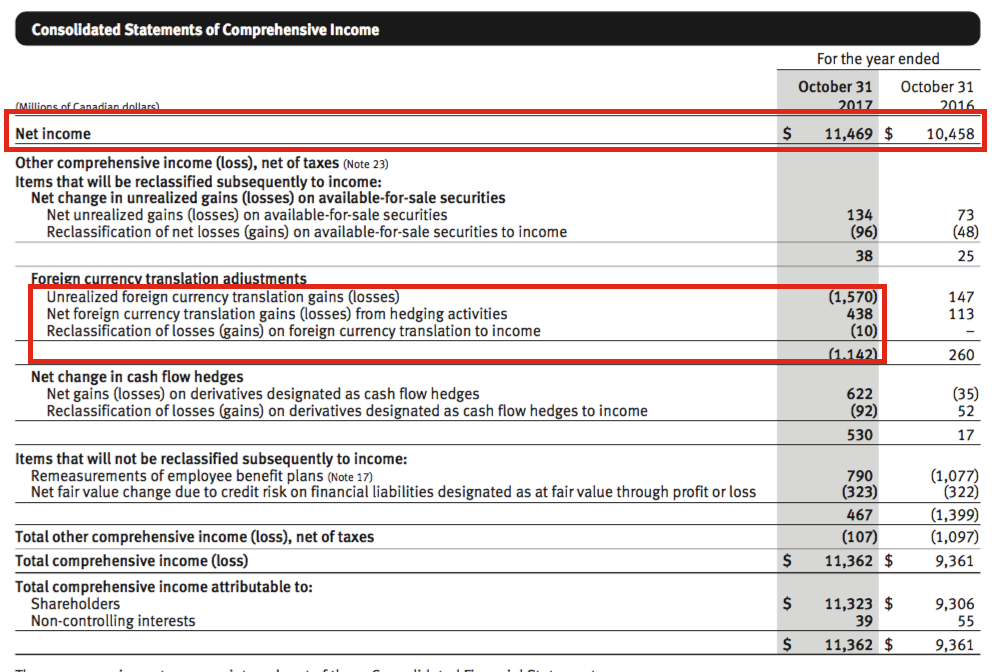 Consolidated Statements of Comprehensive Income
For the year ended
October 31 October 31
(Millions of Canadian dollars) 2017 2016
Net income $ 11,469 $ 10,458
Other comprehensive income (loss), net of taxes (Note 23)
Items that will be reclassified subsequently to income:
Net change in unrealized gains (losses) on available-for-sale securities
Net unrealized gains (losses) on available-for-sale securities 134 73
Reclassification of net losses (gains) on available-for-sale securities to income (96) (48)
38 25
Foreign currency translation adjustments
Unrealized foreign currency translation gains (losses) (1,570) 147
Net foreign currency translation gains (losses) from hedging activities 438 113
Reclassification of losses (gains) on foreign currency translation to income (10) –
(1,142) 260
Net change in cash flow hedges
Net gains (losses) on derivatives designated as cash flow hedges 622 (35)
Reclassification of losses (gains) on derivatives designated as cash flow hedges to income (92) 52
530 17
Items that will not be reclassified subsequently to income:
Remeasurements of employee benefit plans (Note 17) 790 (1,077)
Net fair value change due to credit risk on financial liabilities designated as at fair value through profit or loss (323) (322)
467 (1,399)
Total other comprehensive income (loss), net of taxes (107) (1,097)
Total comprehensive income (loss) $ 11,362 $ 9,361
Total comprehensive income attributable to:
Shareholders $ 11,323 $ 9,306
Non-controlling interests 39 55
$ 11,362 $ 9,361